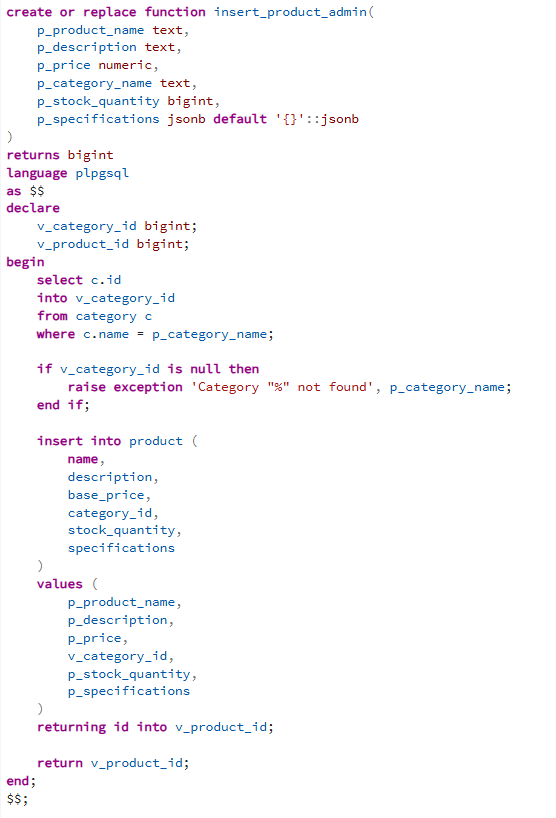 create or replace function insert_product_admin(
    p_product_name text,
    p_description text,
    p_price numeric,
    p_category_name text,
    p_stock_quantity bigint,
    p_specifications jsonb default '{}'::jsonb
)
returns bigint
language plpgsql
as $$
declare
    v_category_id bigint;
    v_product_id bigint;
begin
    select c.id
    into v_category_id
    from category c
    where c.name = p_category_name;

    if v_category_id is null then
        raise exception 'Category "%" not found', p_category_name;
    end if;

    insert into product (
        name,
        description,
        base_price,
        category_id,
        stock_quantity,
        specifications
    )
    values (
        p_product_name,
        p_description,
        p_price,
        v_category_id,
        p_stock_quantity,
        p_specifications
    )
    returning id into v_product_id;

    return v_product_id;
end;
$$;